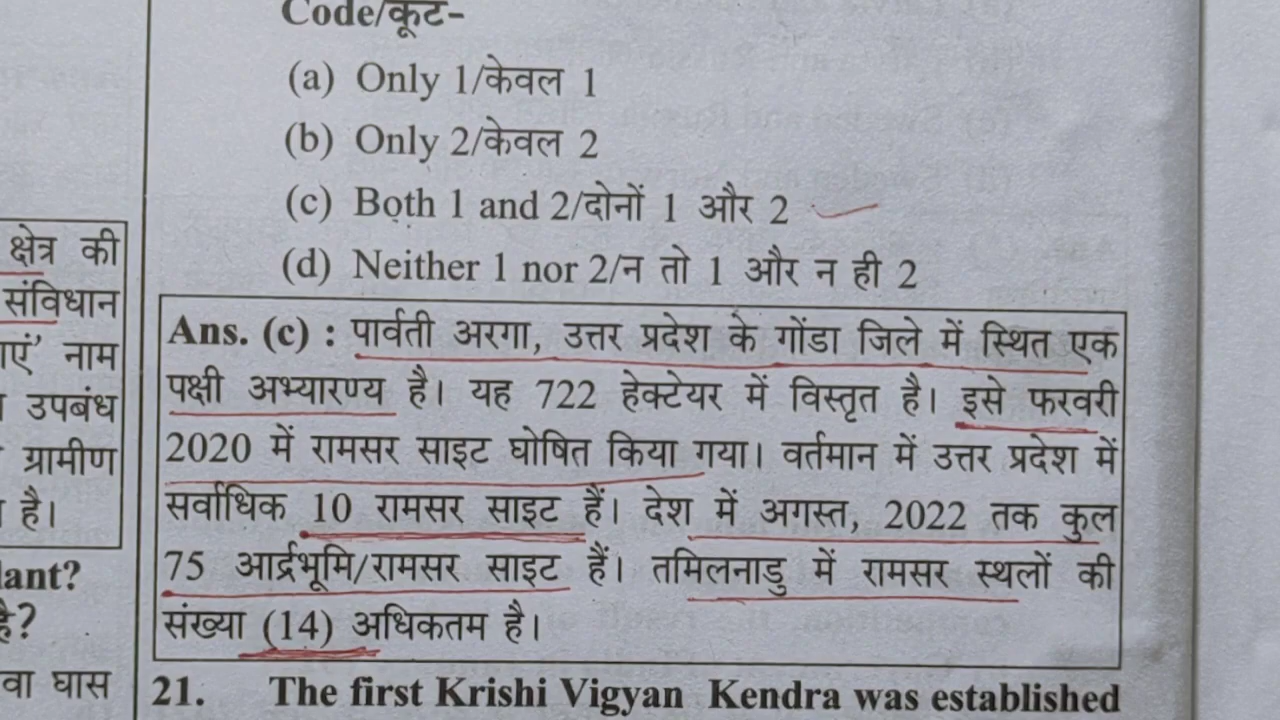 Code/कूट-
(a) Only 1/केवल 1
(b) Only 2/केवल 2
(c) Both 1 and 2/दोनों 1 और 2
(d) Neither 1 nor 2/न तो 1 और न ही 2
Ans. (c) : पार्वती अरगा, उत्तर प्रदेश के गोंडा जिले में स्थित एक
पक्षी अभ्यारण्य है। यह 722 हेक्टेयर में विस्तृत है। इसे फरवरी
2020 में रामसर साइट घोषित किया गया। वर्तमान में उत्तर प्रदेश में
सर्वाधिक 10 रामसर साइट हैं। देश में अगस्त, 2022 तक कुल
75 आर्द्रभूमि/रामसर साइट हैं। तमिलनाडु में रामसर स्थलों की
संख्या (14) अधिकतम है।
21. The first Krishi Vigyan Kendra was established
क्षेत्र की
संविधान
नाम
उपबंध
ग्रामीण
है।
है?
घास